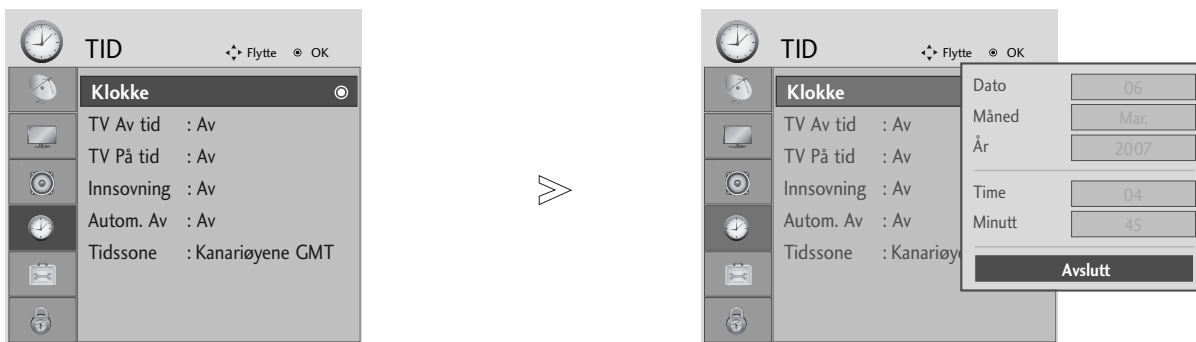 TID
Flytte OK
Klokke
TV Av tid : Av
TV På tid : Av
Innsovning : Av
Autom. Av : Av
Tidssone : Kanariøyene GMT
TID
Flytte OK
Klokke
TV Av tid : Av
TV På tid : Av
Innsovning : Av
Autom. Av : Av
Tidssone : Kanariøy
Dato 06
Måned Mar.
År 2007
Time 04
Minutt 45
Avslutt